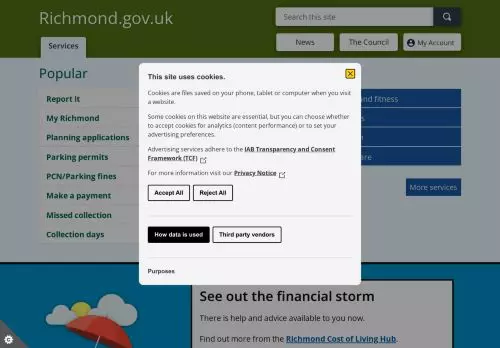 Richmond.gov.uk
Search this site
Services
News
The Council
My Account
Popular
Report It
My Richmond
Planning applications
Parking permits
PCN/Parking fines
Make a payment
Missed collection
Collection days
and fitness
More services
This site uses cookies.
Cookies are files saved on your phone, tablet or computer when you visit
a website.
Some cookies on this website are essential, but you can choose whether
to accept cookies for analytics (content performance) or to set your
advertising preferences.
Advertising services adhere to the IAB Transparency and Consent
Framework (TCF)
For more information visit our Privacy Notice
Accept All
Reject All
How data is used
Third party vendors
Purposes
See out the financial storm
There is help and advice available to you now.
Find out more from the Richmond Cost of Living Hub.